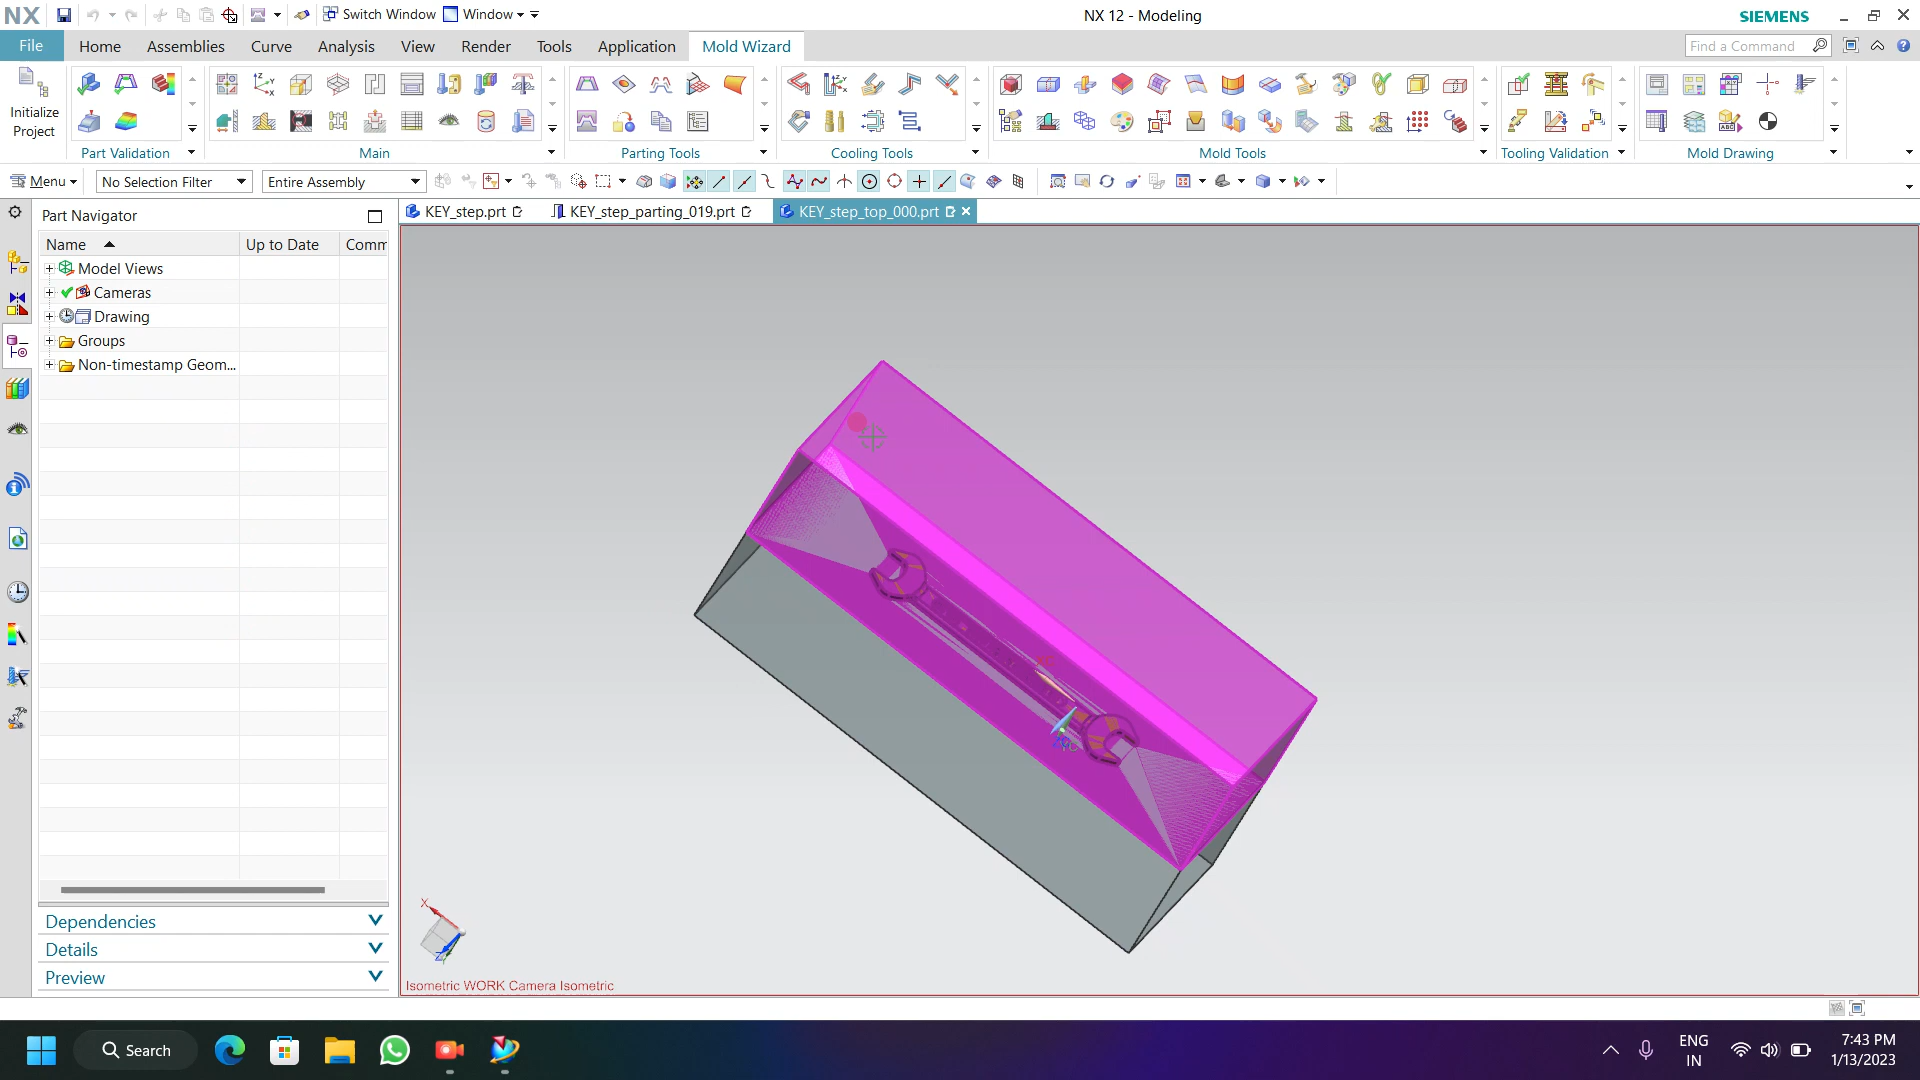 NX
Switch Window
Window
NX 12 - Modeling
SIEMENS
File
Home
Assemblies
Curve
Analysis
View
Render
Tools
Application
Mold Wizard
Find a Command
Initialize
Project
Part Validation
Main
Parting Tools
Cooling Tools
Mold Tools
Tooling Validation
Mold Drawing
Menu
No Selection Filter
Entire Assembly
Part Navigator
KEY_step.prt
KEY_step_parting_019.prt
KEY_step_top_000.prt
Name
Up to Date
Comm
Model Views
Cameras
Drawing
Groups
Non-timestamp Geom...
Dependencies
Details
Preview
X
Isometric WORK Camera Isometric
Search
ENG
IN
7:43 PM
1/13/2023